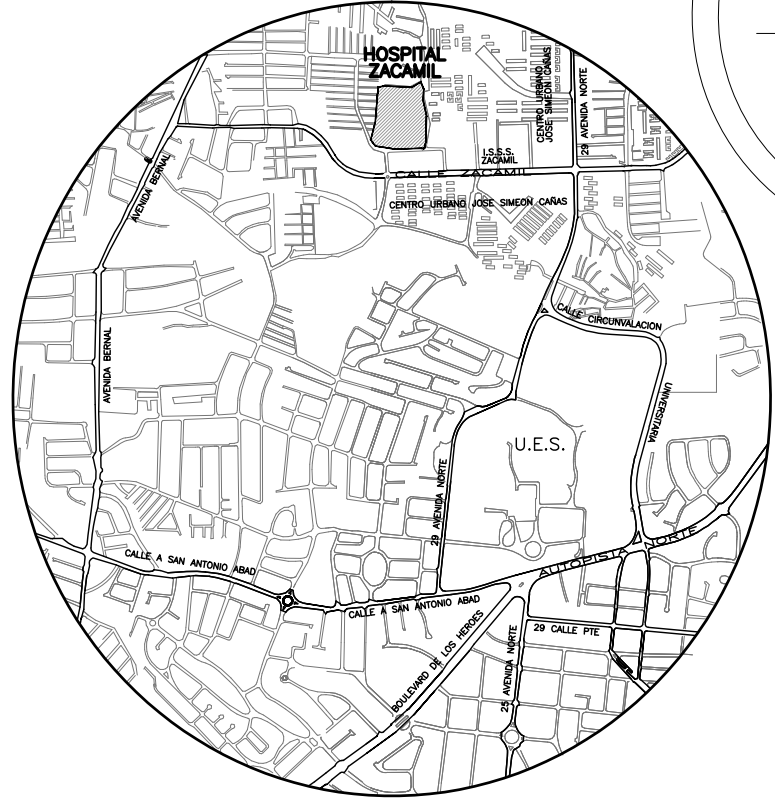 HOSPITAL
ZACAMIL
CENTRO URBANO
JOSE SIMEON CAÑAS
29 AVENIDA NORTE
I.S.S.S.
ZACAMIL
CALLE ZACAMIL
CENTRO URBANO JOSE SIMEON CAÑAS
AVENIDA BERNAL
CALLE CIRCUNVALACION
AVENIDA BERNAL
UNIVERSITARIA
U.E.S.
29 AVENIDA NORTE
AUTOPISTA NORTE
CALLE A SAN ANTONIO ABAD
CALLE A SAN ANTONIO ABAD
29 CALLE PTE
BOULEVARD DE LOS HEROES
25 AVENIDA NORTE